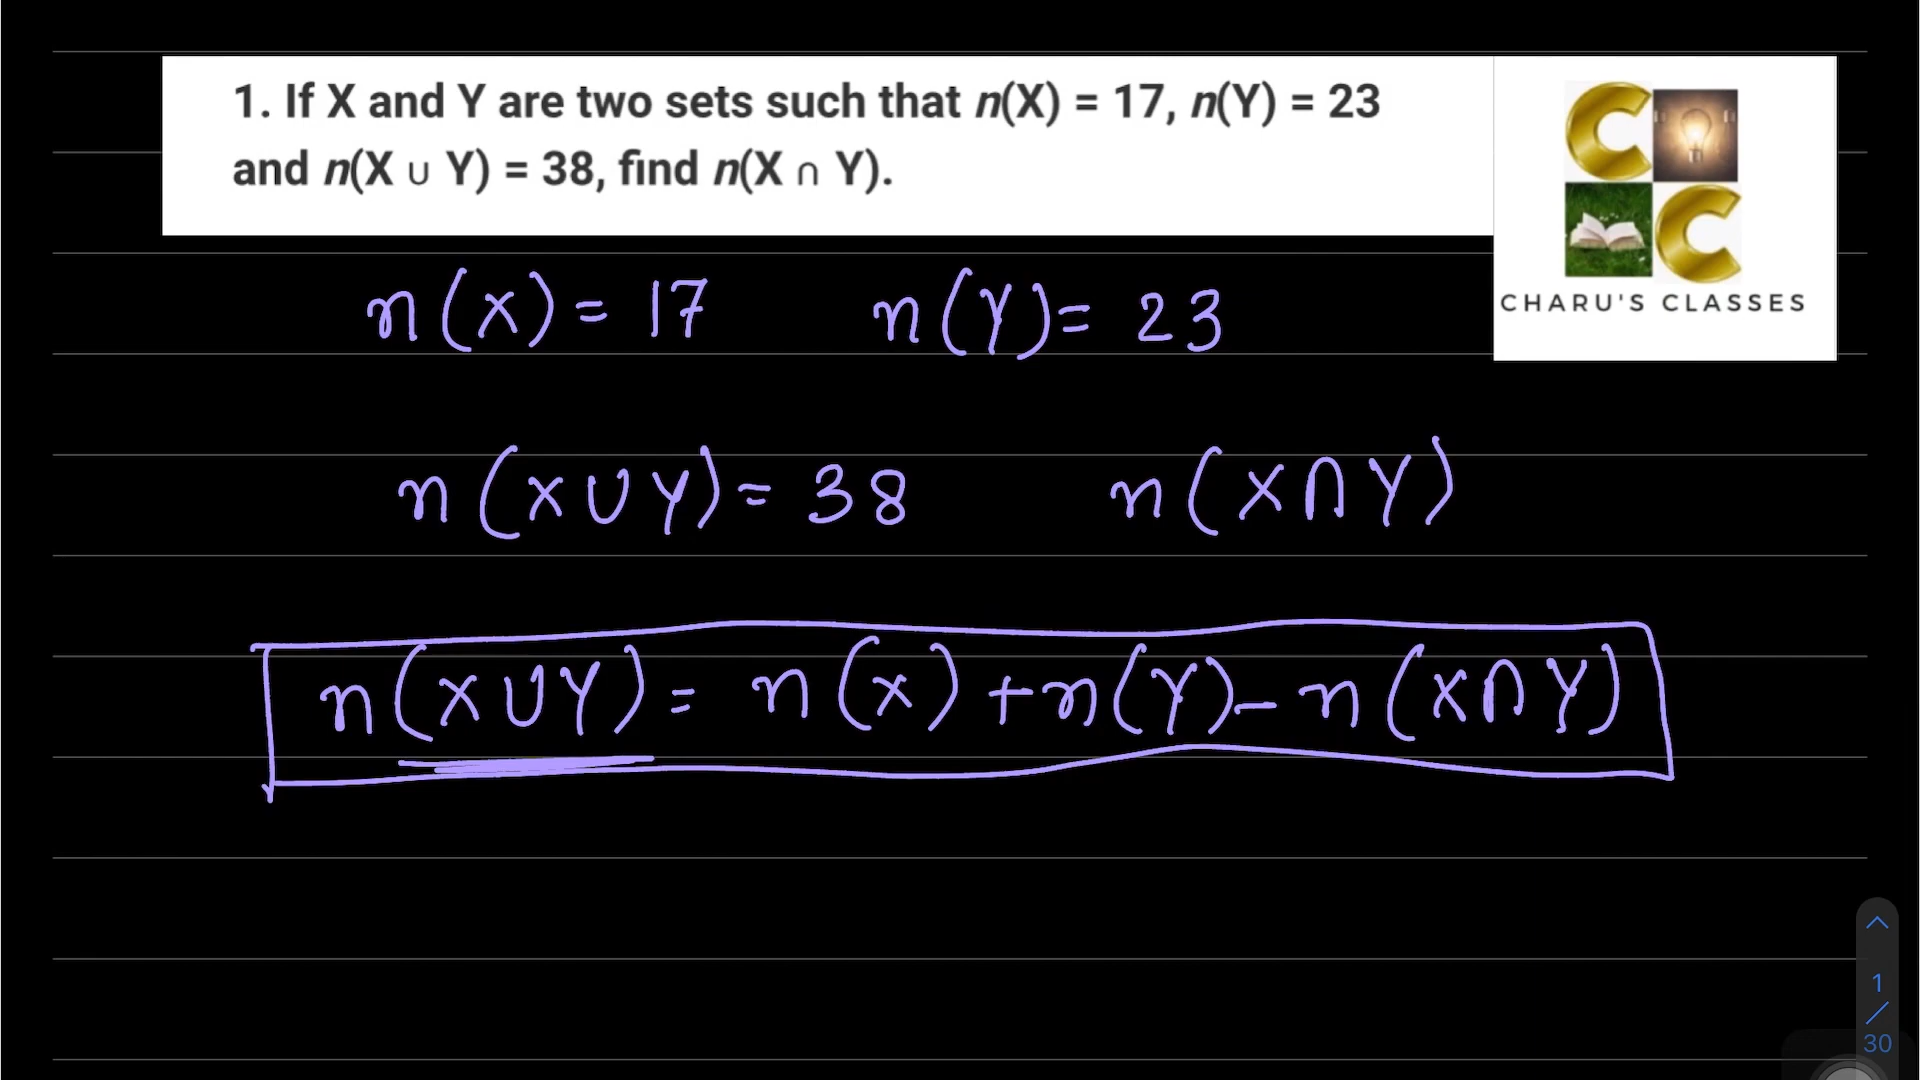 1. If X and Y are two sets such that n(X) = 17, n(Y) = 23
and n(X ∪ Y) = 38, find n(X ∩ Y).
CHARU'S CLASSES
n(X) = 17 n(Y) = 23
n(X∪Y) = 38 n(X∩Y)
n(X∪Y) = n(X) + n(Y) - n(X∩Y)
1
/
30